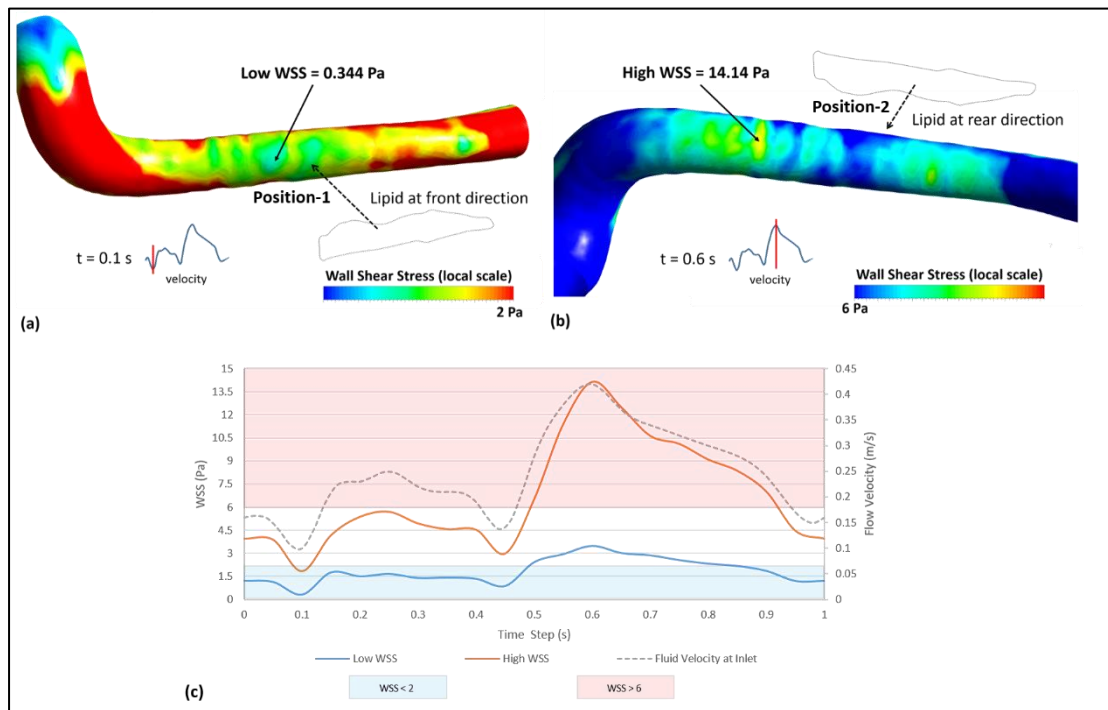 Low WSS = 0.344 Pa
Position-1
Lipid at front direction
t = 0.1 s
velocity
Wall Shear Stress (local scale)
2 Pa
(a)
High WSS = 14.14 Pa
Position-2
Lipid at rear direction
t = 0.6 s
velocity
Wall Shear Stress (local scale)
6 Pa
(b)
WSS (Pa)
15
13.5
12
10.5
9
7.5
6
4.5
3
1.5
0
0.45
0.4
0.35
0.3
0.25
0.2
0.15
0.1
0.05
0
Flow Velocity (m/s)
0 0.1 0.2 0.3 0.4 0.5 0.6 0.7 0.8 0.9 1
Time Step (s)
Low WSS High WSS Fluid Velocity at Inlet
WSS < 2 WSS > 6
(c)